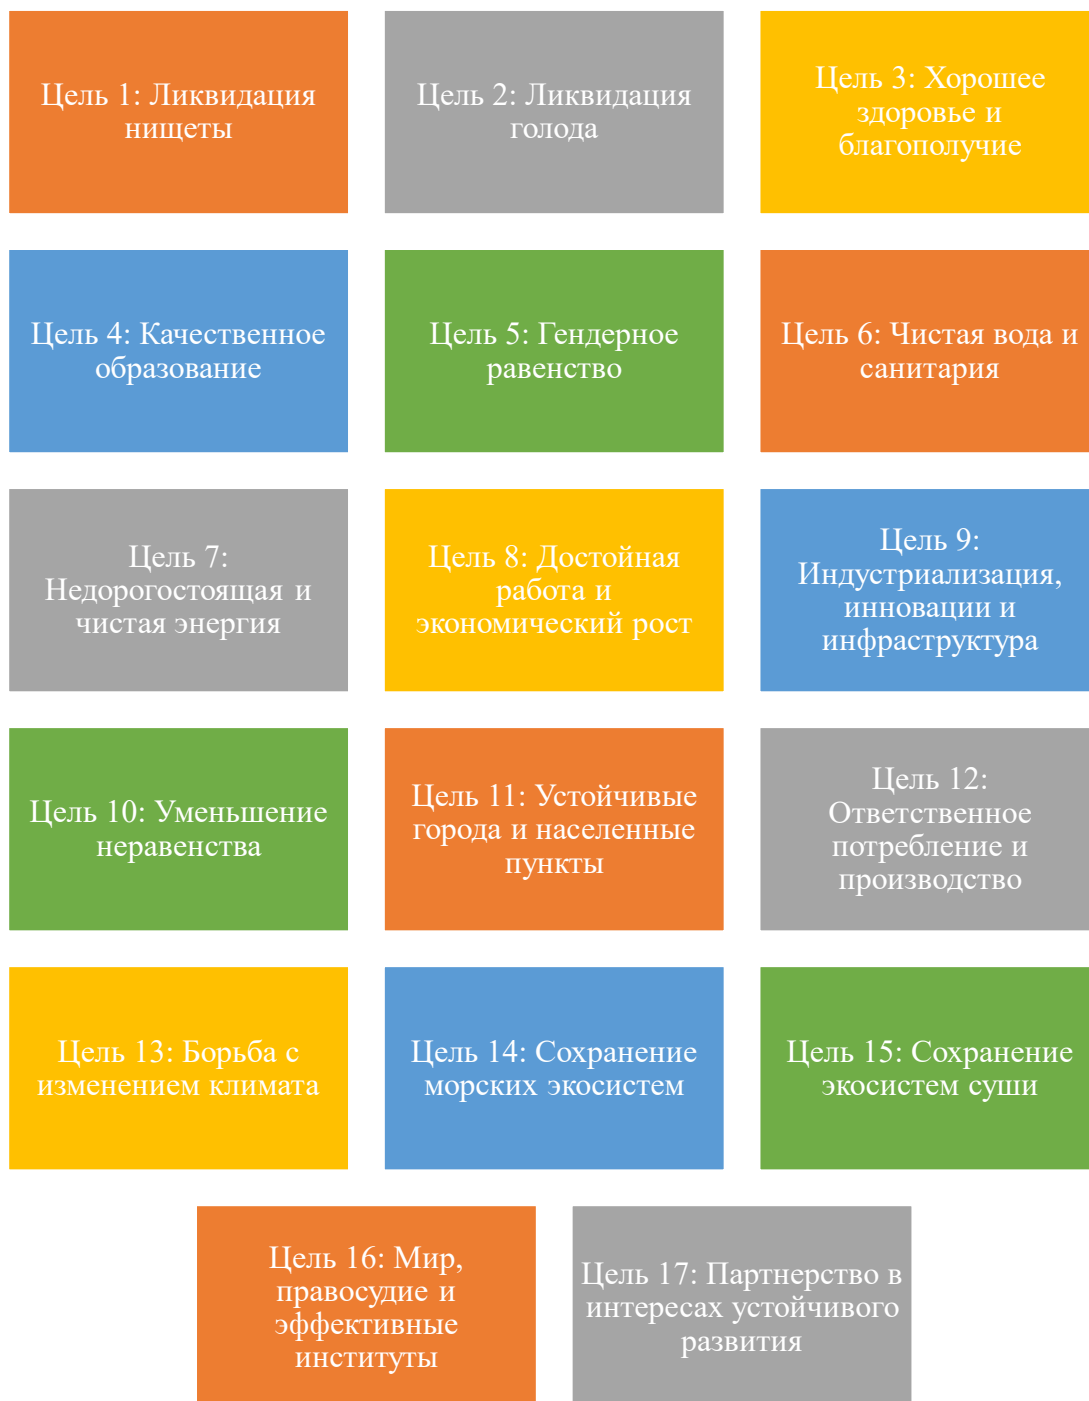 Цель 1: Ликвидация
нищеты
Цель 2: Ликвидация
голода
Цель 3: Хорошее
здоровье и
благополучие
Цель 4: Качественное
образование
Цель 5: Гендерное
равенство
Цель 6: Чистая вода и
санитария
Цель 7:
Недорогостоящая и
чистая энергия
Цель 8: Достойная
работа и
экономический рост
Цель 9:
Индустриализация,
инновации и
инфраструктура
Цель 10: Уменьшение
неравенства
Цель 11: Устойчивые
города и населенные
пункты
Цель 12:
Ответственное
потребление и
производство
Цель 13: Борьба с
изменением климата
Цель 14: Сохранение
морских экосистем
Цель 15: Сохранение
экосистем суши
Цель 16: Мир,
правосудие и
эффективные
институты
Цель 17: Партнерство в
интересах устойчивого
развития